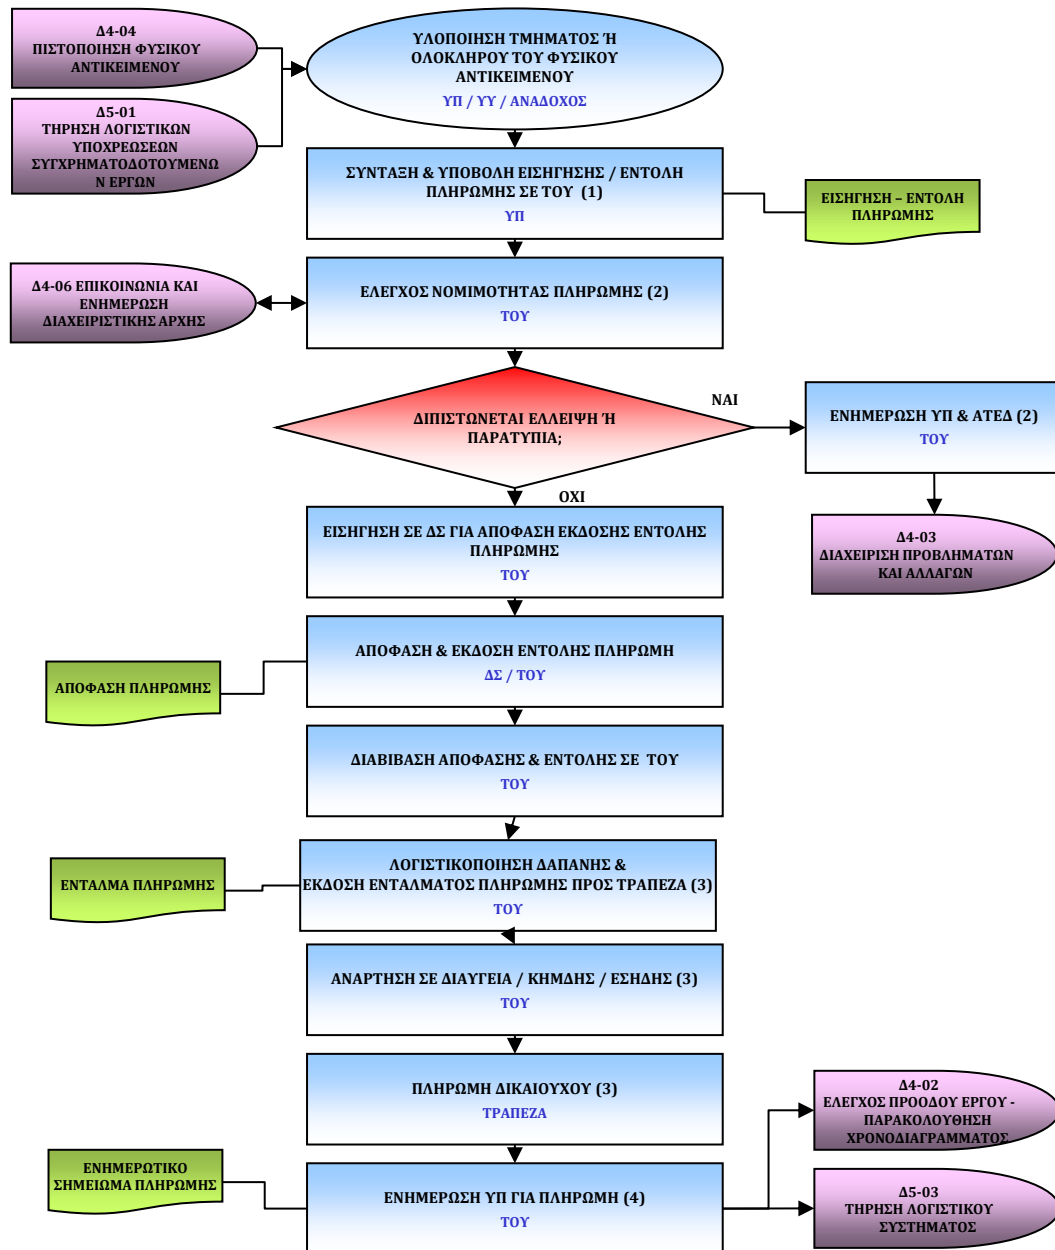 Δ4-04
ΠΙΣΤΟΠΟΙΗΣΗ ΦΥΣΙΚΟΥ
ΑΝΤΙΚΕΙΜΕΝΟΥ
Δ5-01
ΤΗΡΗΣΗ ΛΟΓΙΣΤΙΚΩΝ
ΥΠΟΧΡΕΩΣΕΩΝ
ΣΥΓΧΡΗΜΑΤΟΔΟΤΟΥΜΕΝΩ
Ν ΕΡΓΩΝ
ΥΛΟΠΟΙΗΣΗ ΤΜΗΜΑΤΟΣ Ή
ΟΛΟΚΛΗΡΟΥ ΤΟΥ ΦΥΣΙΚΟΥ
ΑΝΤΙΚΕΙΜΕΝΟΥ
ΥΠ / ΥΥ / ΑΝΑΔΟΧΟΣ
ΣΥΝΤΑΞΗ & ΥΠΟΒΟΛΗ ΕΙΣΗΓΗΣΗΣ / ΕΝΤΟΛΗ
ΠΛΗΡΩΜΗΣ ΣΕ ΤΟΥ (1)
ΥΠ
ΕΙΣΗΓΗΣΗ – ΕΝΤΟΛΗ
ΠΛΗΡΩΜΗΣ
Δ4-06 ΕΠΙΚΟΙΝΩΝΙΑ ΚΑΙ
ΕΝΗΜΕΡΩΣΗ
ΔΙΑΧΕΙΡΙΣΤΙΚΗΣ ΑΡΧΗΣ
ΕΛΕΓΧΟΣ ΝΟΜΙΜΟΤΗΤΑΣ ΠΛΗΡΩΜΗΣ (2)
ΤΟΥ
ΔΙΠΙΣΤΩΝΕΤΑΙ ΕΛΛΕΙΨΗ Ή
ΠΑΡΑΤΥΠΙΑ;
ΝΑΙ
ΕΝΗΜΕΡΩΣΗ ΥΠ & ΑΤΕΔ (2)
ΤΟΥ
ΟΧΙ
Δ4-03
ΔΙΑΧΕΙΡΙΣΗ ΠΡΟΒΛΗΜΑΤΩΝ
ΚΑΙ ΑΛΛΑΓΩΝ
ΕΙΣΗΓΗΣΗ ΣΕ ΔΣ ΓΙΑ ΑΠΟΦΑΣΗ ΕΚΔΟΣΗΣ ΕΝΤΟΛΗΣ
ΠΛΗΡΩΜΗΣ
ΤΟΥ
ΑΠΟΦΑΣΗ & ΕΚΔΟΣΗ ΕΝΤΟΛΗΣ ΠΛΗΡΩΜΗ
ΔΣ / ΤΟΥ
ΑΠΟΦΑΣΗ ΠΛΗΡΩΜΗΣ
ΔΙΑΒΙΒΑΣΗ ΑΠΟΦΑΣΗΣ & ΕΝΤΟΛΗΣ ΣΕ ΤΟΥ
ΤΟΥ
ΛΟΓΙΣΤΙΚΟΠΟΙΗΣΗ ΔΑΠΑΝΗΣ &
ΕΚΔΟΣΗ ΕΝΤΑΛΜΑΤΟΣ ΠΛΗΡΩΜΗΣ ΠΡΟΣ ΤΡΑΠΕΖΑ (3)
ΤΟΥ
ΕΝΤΑΛΜΑ ΠΛΗΡΩΜΗΣ
ΑΝΑΡΤΗΣΗ ΣΕ ΔΙΑΥΓΕΙΑ / ΚΗΜΔΗΣ / ΕΣΗΔΗΣ (3)
ΤΟΥ
ΠΛΗΡΩΜΗ ΔΙΚΑΙΟΥΧΟΥ (3)
ΤΡΑΠΕΖΑ
Δ4-02
ΕΛΕΓΧΟΣ ΠΡΟΟΔΟΥ ΕΡΓΟΥ -
ΠΑΡΑΚΟΛΟΥΘΗΣΗ
ΧΡΟΝΟΔΙΑΓΡΑΜΜΑΤΟΣ
ΕΝΗΜΕΡΩΤΙΚΟ
ΣΗΜΕΙΩΜΑ ΠΛΗΡΩΜΗΣ
ΕΝΗΜΕΡΩΣΗ ΥΠ ΓΙΑ ΠΛΗΡΩΜΗ (4)
ΤΟΥ
Δ5-03
ΤΗΡΗΣΗ ΛΟΓΙΣΤΙΚΟΥ
ΣΥΣΤΗΜΑΤΟΣ